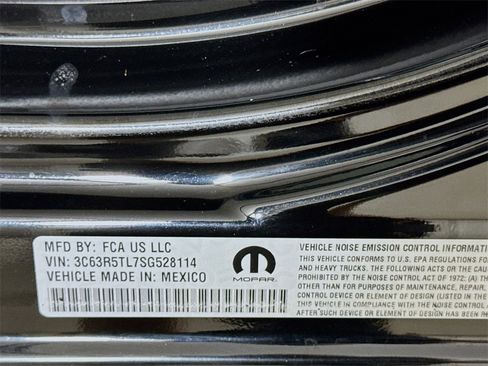 MFD BY: FCA US LLC
VIN: 3C63R5TL7SG528114
VEHICLE MADE IN: MEXICO
MOPAR
VEHICLE NOISE EMISSION CONTROL INFORMATI
THIS VEHICLE CONFORMS TO U.S. EPA REGULATIONS
AND HEAVY TRUCKS. THE FOLLOWING ACTS OR THE CAU
PROHIBITED BY THE NOISE CONTROL ACT OF 1972: (A)
OTHER THAN FOR PURPOSES OF MAINTENANCE, REPAIR,
CONTROL DEVICE OR ELEMENT OF DESIGN (LISTED IN THE
THIS VEHICLE IN COMPLIANCE WITH THE NOISE CONTROL A
AFTER SUCH DEVICE OR ELEMENT OF DESIGN HAS BEEN RE